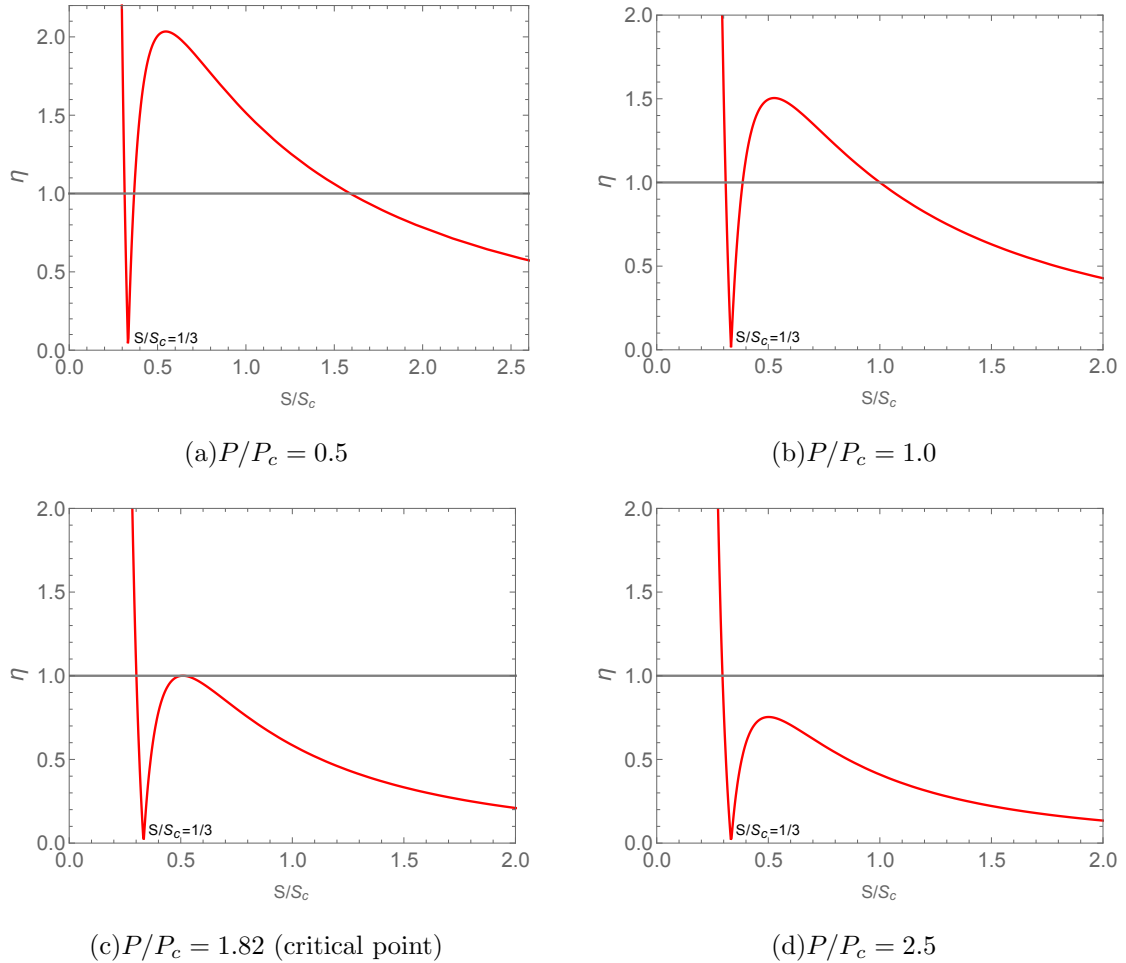 2.0
1.5
η
1.0
0.5
S/Sc=1/3
0.0
0.0 0.5 1.0 1.5 2.0 2.5
S/Sc
(a)P/Pc = 0.5
2.0
1.5
η
1.0
0.5
S/Sc=1/3
0.0
0.0 0.5 1.0 1.5 2.0
S/Sc
(b)P/Pc = 1.0
2.0
1.5
η
1.0
0.5
S/Sc=1/3
0.0
0.0 0.5 1.0 1.5 2.0
S/Sc
(c)P/Pc = 1.82 (critical point)
2.0
1.5
η
1.0
0.5
S/Sc=1/3
0.0
0.0 0.5 1.0 1.5 2.0
S/Sc
(d)P/Pc = 2.5